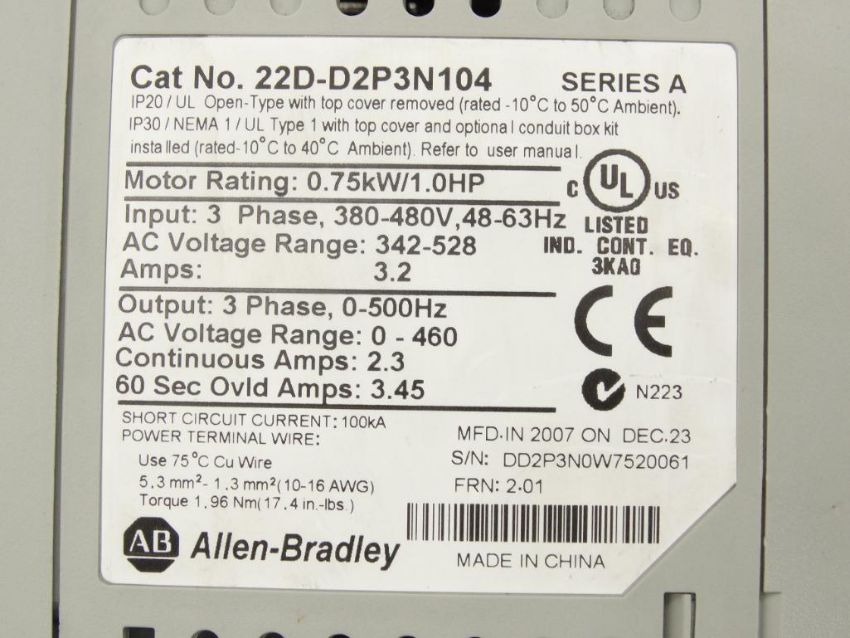 Cat No. 22D-D2P3N104 SERIES A
IP20 / UL Open-Type with top cover removed (rated -10°C to 50°C Ambient).
IP30 / NEMA 1 / UL Type 1 with top cover and optional conduit box kit
installed (rated-10°C to 40°C Ambient). Refer to user manual.
Motor Rating: 0.75kW/1.0HP
C UL US
LISTED
IND. CONT. EQ.
3KA0
Input: 3 Phase, 380-480V,48-63Hz
AC Voltage Range: 342-528
Amps: 3.2
Output: 3 Phase, 0-500Hz
AC Voltage Range: 0 - 460
Continuous Amps: 2.3
60 Sec Ovld Amps: 3.45
CE
N223
SHORT CIRCUIT CURRENT: 100kA
POWER TERMINAL WIRE:
Use 75°C Cu Wire
5.3 mm²- 1.3 mm²(10-16 AWG)
Torque 1.96 Nm(17.4 in.-lbs.)
MFD.IN 2007 ON DEC.23
S/N: DD2P3N0W7520061
FRN: 2.01
AB Allen-Bradley
MADE IN CHINA